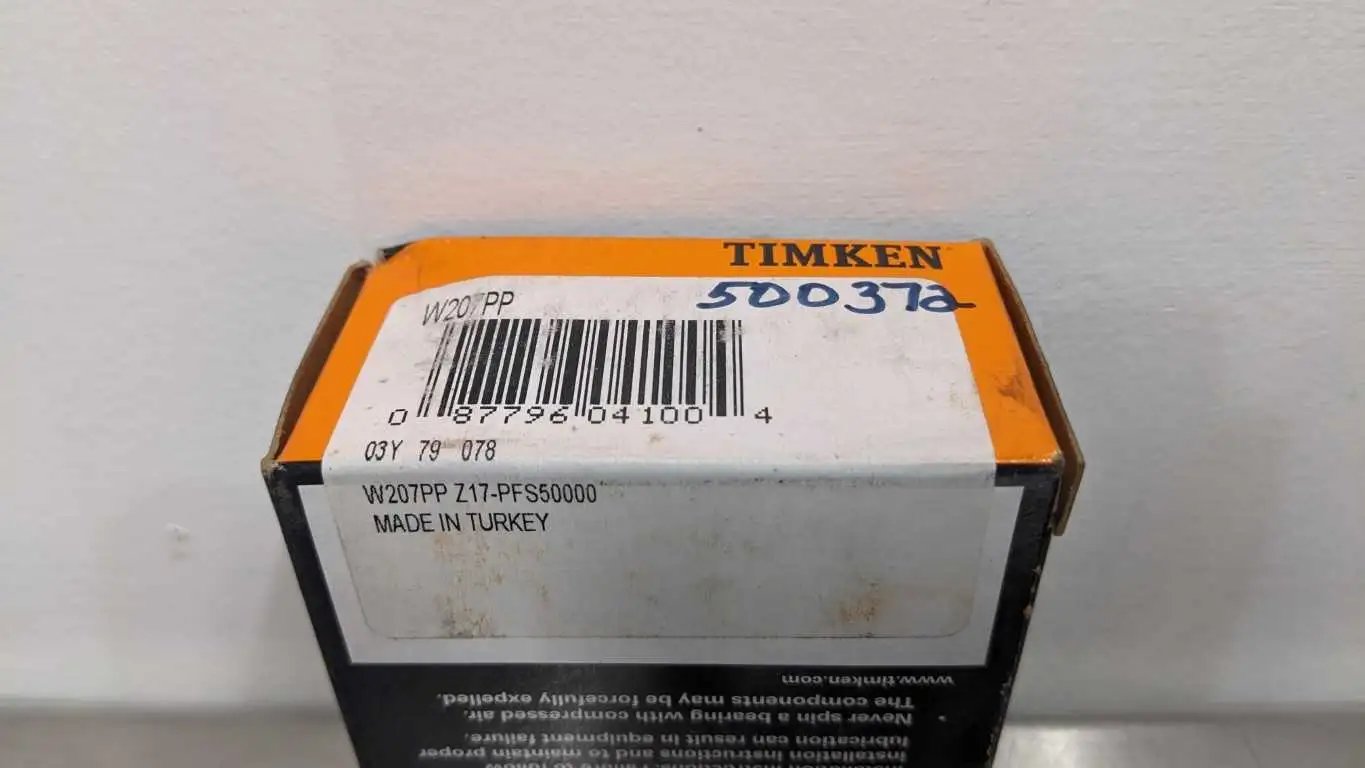 TIMKEN
500372
W207PP
0 87796 04100 4
03Y 79 078
W207PP Z17-PFS50000
MADE IN TURKEY
www.timken.com
The components may be forcefully expelled.
• Never spin a bearing with compressed air.
lubrication can result in equipment failure.
installation instructions and to maintain proper